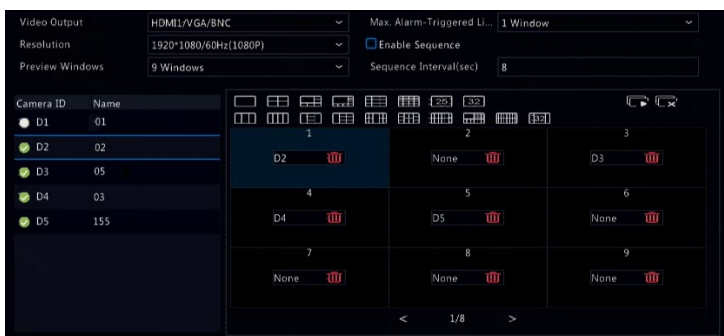 Video Output HDMI1/VGA/BNC Max. Alarm-Triggered Li... 1 Window
Resolution 1920*1080/60Hz(1080P) Enable Sequence
Preview Windows 9 Windows Sequence Interval(sec) 8
Camera ID Name
D1 01
D2 02
D3 05
D4 03
D5 155
25 32
32
1 2 3
D2 None D3
4 5 6
D4 D5 None
7 8 9
None None None
< 1/8 >